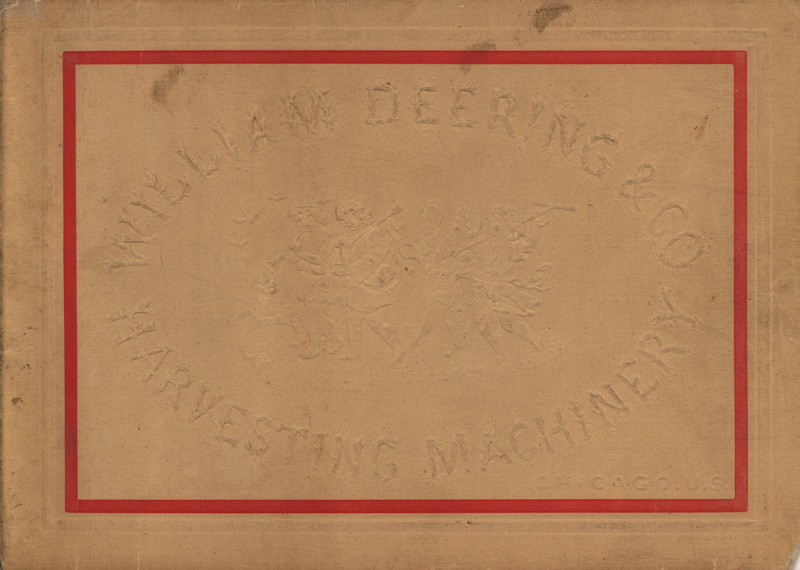 WILLIAM DEERING & CO
HARVESTING MACHINERY
CHICAGO. U.S.